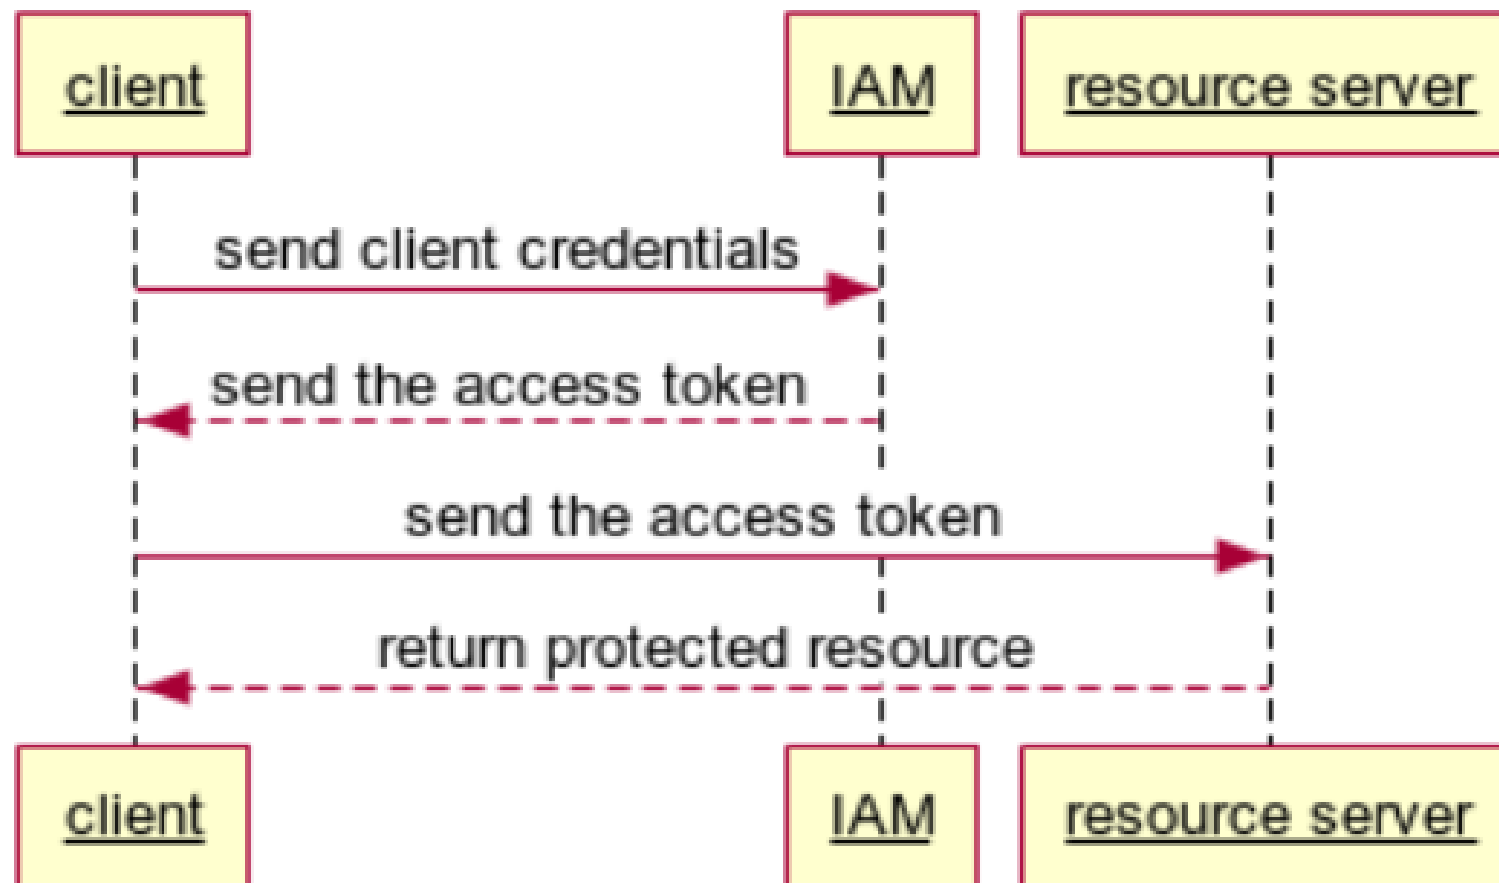 client
IAM
resource server
send client credentials
send the access token
send the access token
return protected resource
client
IAM
resource server